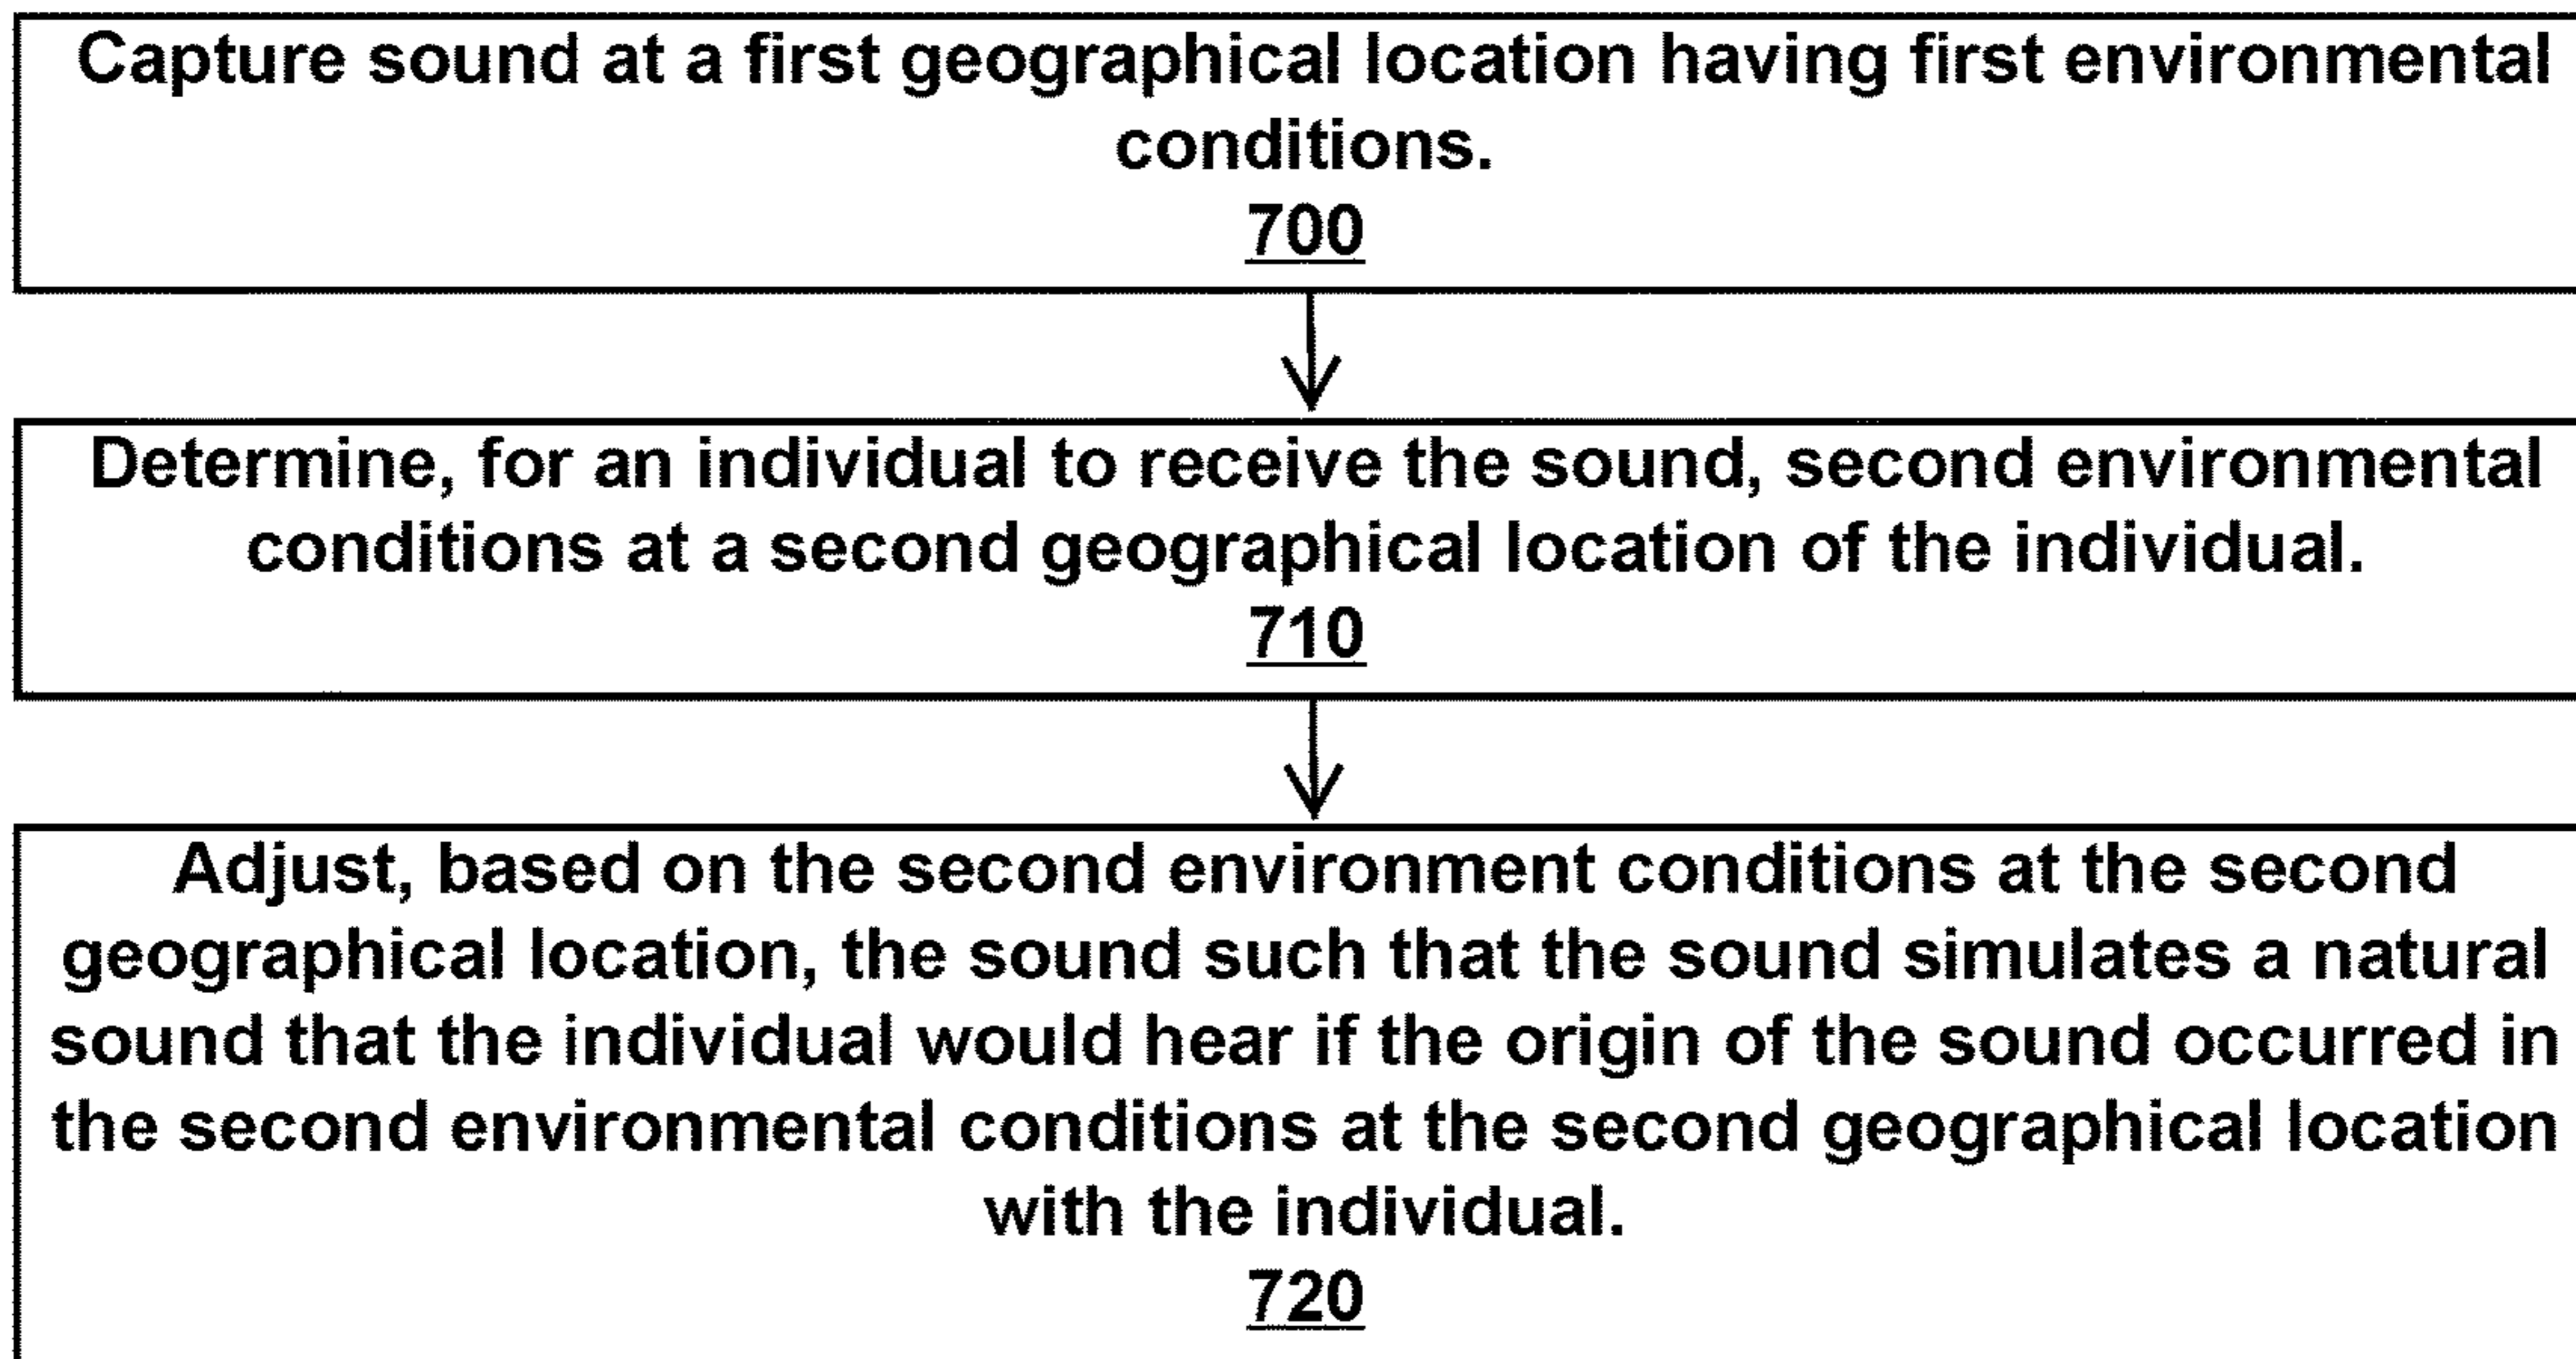 Capture sound at a first geographical location having first environmental
conditions.
700
Determine, for an individual to receive the sound, second environmental
conditions at a second geographical location of the individual.
710
Adjust, based on the second environment conditions at the second
geographical location, the sound such that the sound simulates a natural
sound that the individual would hear if the origin of the sound occurred in
the second environmental conditions at the second geographical location
with the individual.
720